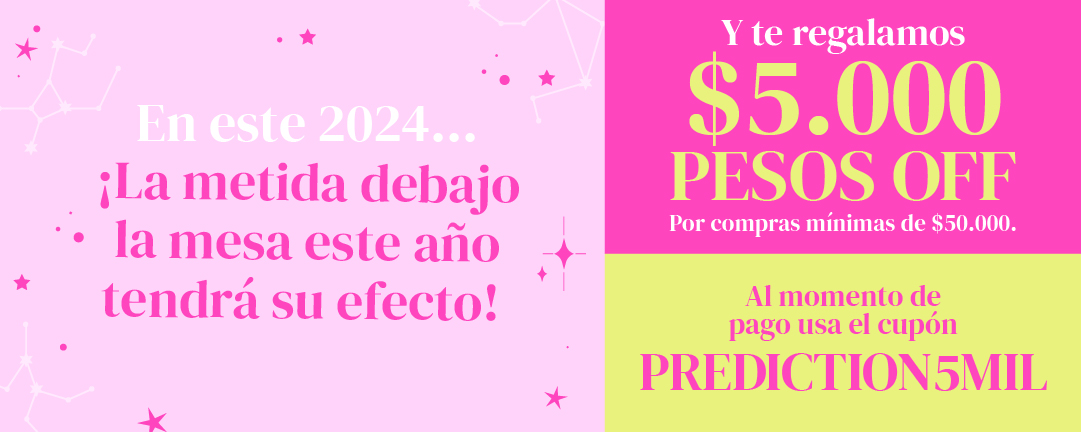 En este 2024...
¡La metida debajo
la mesa este año
tendrá su efecto!
Y te regalamos
$5.000
PESOS OFF
Por compras mínimas de $50.000.
Al momento de
pago usa el cupón
PREDICTION5MIL